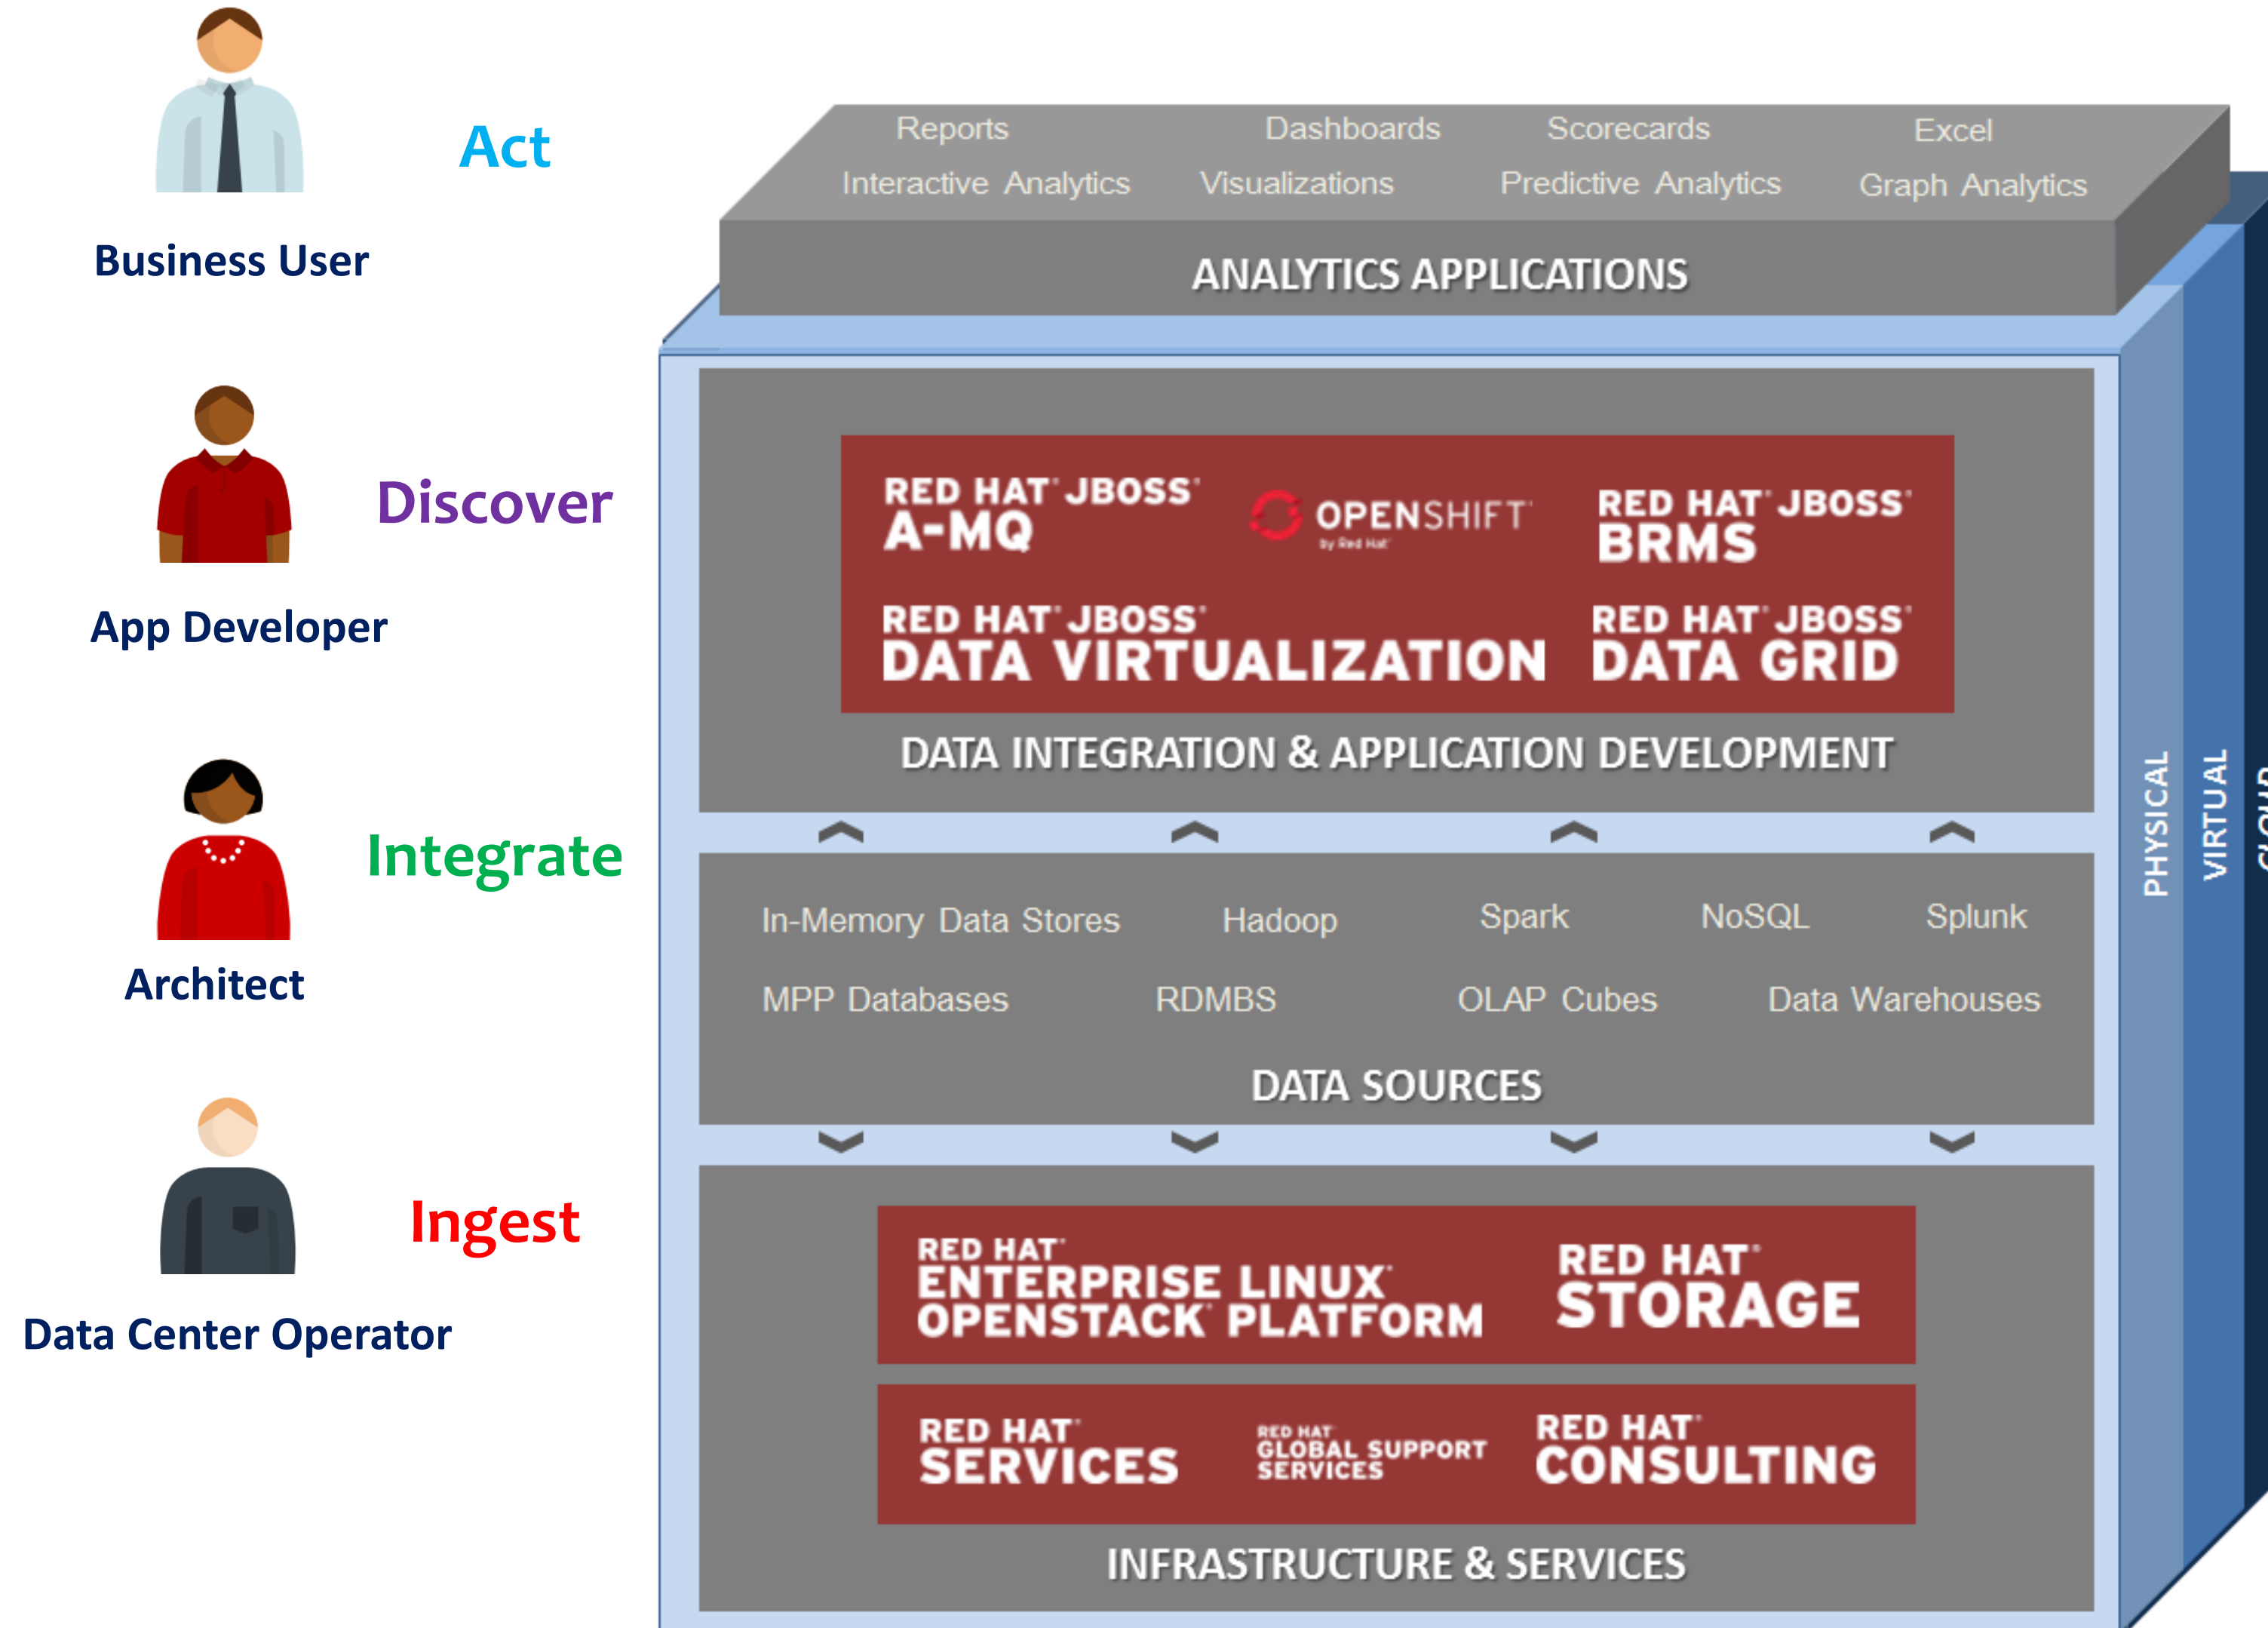 Act
Business User
Discover
App Developer
Integrate
Architect
Ingest
Data Center Operator
Reports Dashboards Scorecards Excel
Interactive Analytics Visualizations Predictive Analytics Graph Analytics
ANALYTICS APPLICATIONS
RED HAT® JBOSS®
A-MQ
OPENSHIFT™
by Red Hat®
RED HAT® JBOSS®
BRMS
RED HAT® JBOSS®
DATA VIRTUALIZATION
RED HAT® JBOSS®
DATA GRID
DATA INTEGRATION & APPLICATION DEVELOPMENT
In-Memory Data Stores Hadoop Spark NoSQL Splunk
MPP Databases RDMBS OLAP Cubes Data Warehouses
DATA SOURCES
RED HAT®
ENTERPRISE LINUX®
OPENSTACK® PLATFORM
RED HAT®
STORAGE
RED HAT®
SERVICES
RED HAT®
GLOBAL SUPPORT
SERVICES
RED HAT®
CONSULTING
INFRASTRUCTURE & SERVICES
PHYSICAL
VIRTUAL